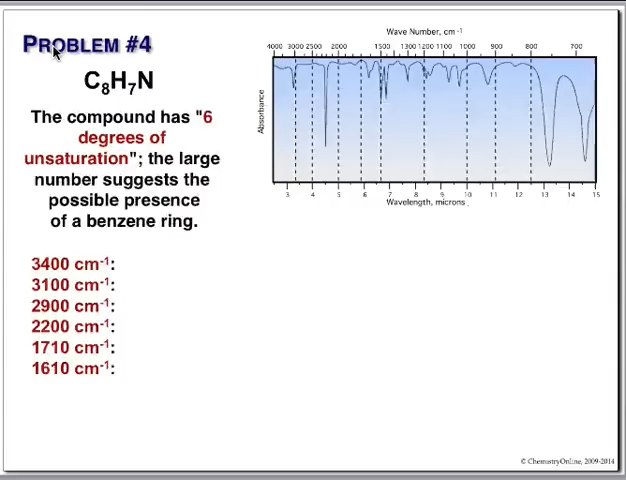 PROBLEM #4
C₈H₇N
The compound has "6
degrees of
unsaturation"; the large
number suggests the
possible presence
of a benzene ring.
3400 cm⁻¹:
3100 cm⁻¹:
2900 cm⁻¹:
2200 cm⁻¹:
1710 cm⁻¹:
1610 cm⁻¹:
Wave Number, cm⁻¹
4000 3000 2500 2000 1500 1300 1200 1100 1000 900 800 700
Absorbance
3 4 5 6 7 8 9 10 11 12 13 14 15
Wavelength, microns
© ChemistryOnline, 2009-2014